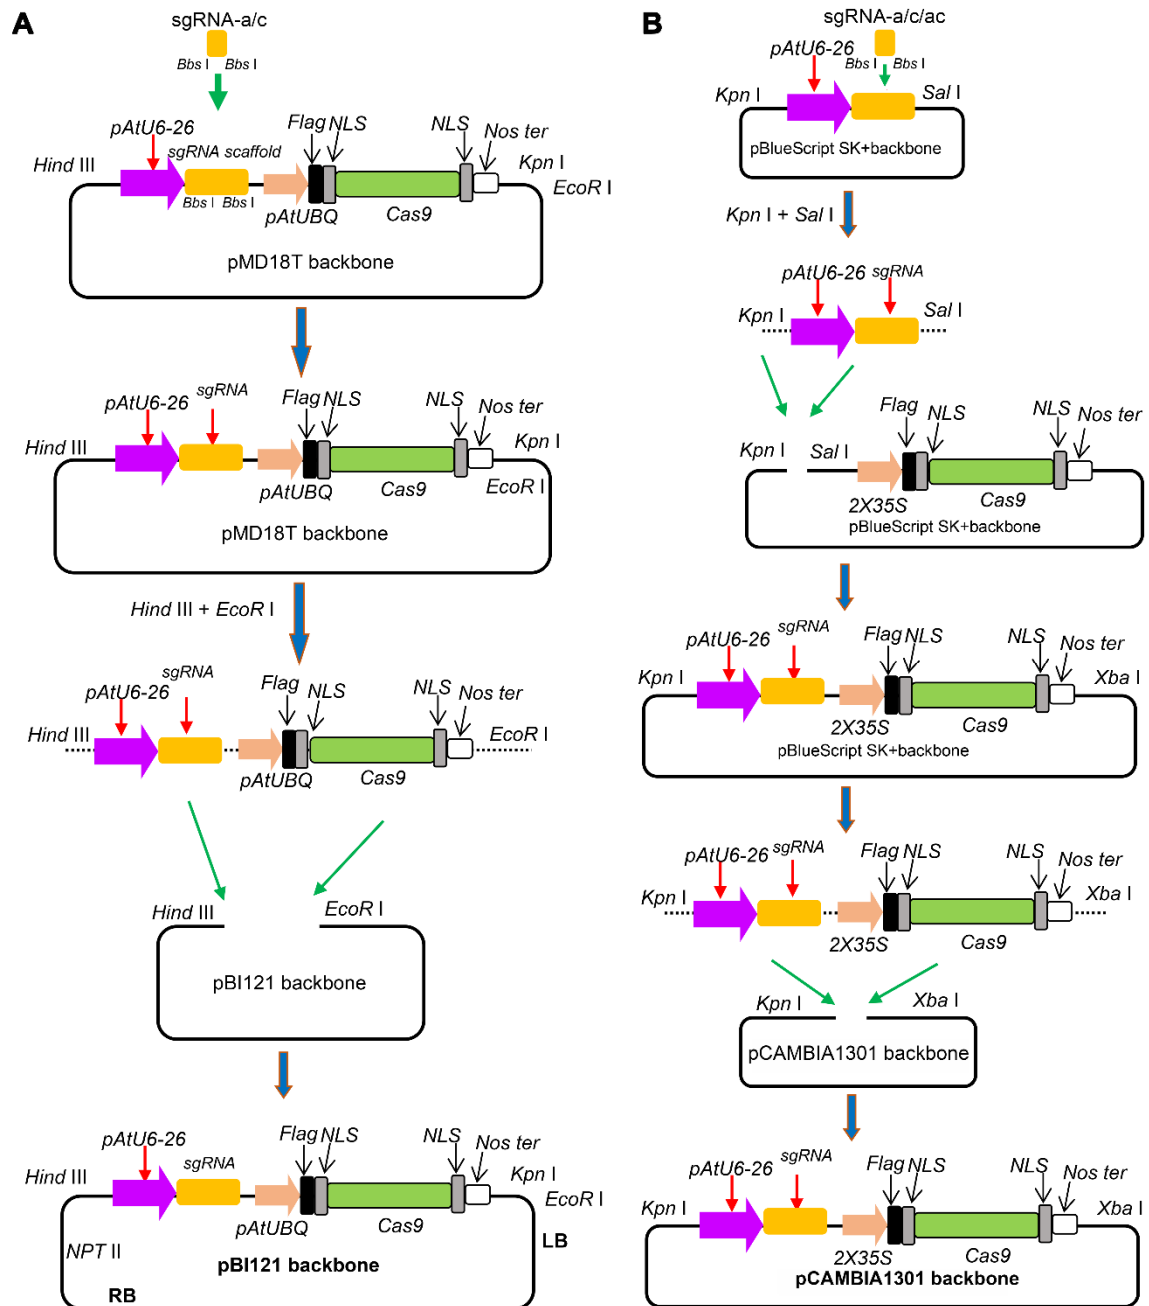 A
sgRNA-a/c
Bbs I Bbs I
pAtU6-26
Flag NLS
NLS
Nos ter
Hind III
sgRNA scaffold
Kpn I
EcoR I
Bbs I Bbs I
pAtUBQ
Cas9
pMD18T backbone
pAtU6-26
sgRNA
Flag NLS
NLS
Nos ter
Hind III
Kpn I
EcoR I
pAtUBQ
Cas9
pMD18T backbone
Hind III + EcoR I
pAtU6-26
sgRNA
Flag
NLS
NLS
Nos ter
Hind III
EcoR I
pAtUBQ
Cas9
Hind III
EcoR I
pBI121 backbone
pAtU6-26
sgRNA
Flag NLS
NLS
Nos ter
Hind III
Kpn I
EcoR I
pAtUBQ
Cas9
NPT II
pBI121 backbone
LB
RB
B
sgRNA-a/c/ac
pAtU6-26
Bbs I Bbs I
Kpn I
Sal I
pBlueScript SK+backbone
Kpn I + Sal I
pAtU6-26 sgRNA
Kpn I
Sal I
Flag
NLS
NLS
Nos ter
Kpn I
Sal I
2X35S
Cas9
pBlueScript SK+backbone
pAtU6-26
sgRNA
Flag NLS
NLS
Nos ter
Kpn I
Xba I
2X35S
Cas9
pBlueScript SK+backbone
pAtU6-26 sgRNA
Flag NLS
NLS
Nos ter
Kpn I
Xba I
2X35S
Cas9
Kpn I
Xba I
pCAMBIA1301 backbone
pAtU6-26
sgRNA
Flag NLS
NLS
Nos ter
Kpn I
Xba I
2X35S
Cas9
pCAMBIA1301 backbone